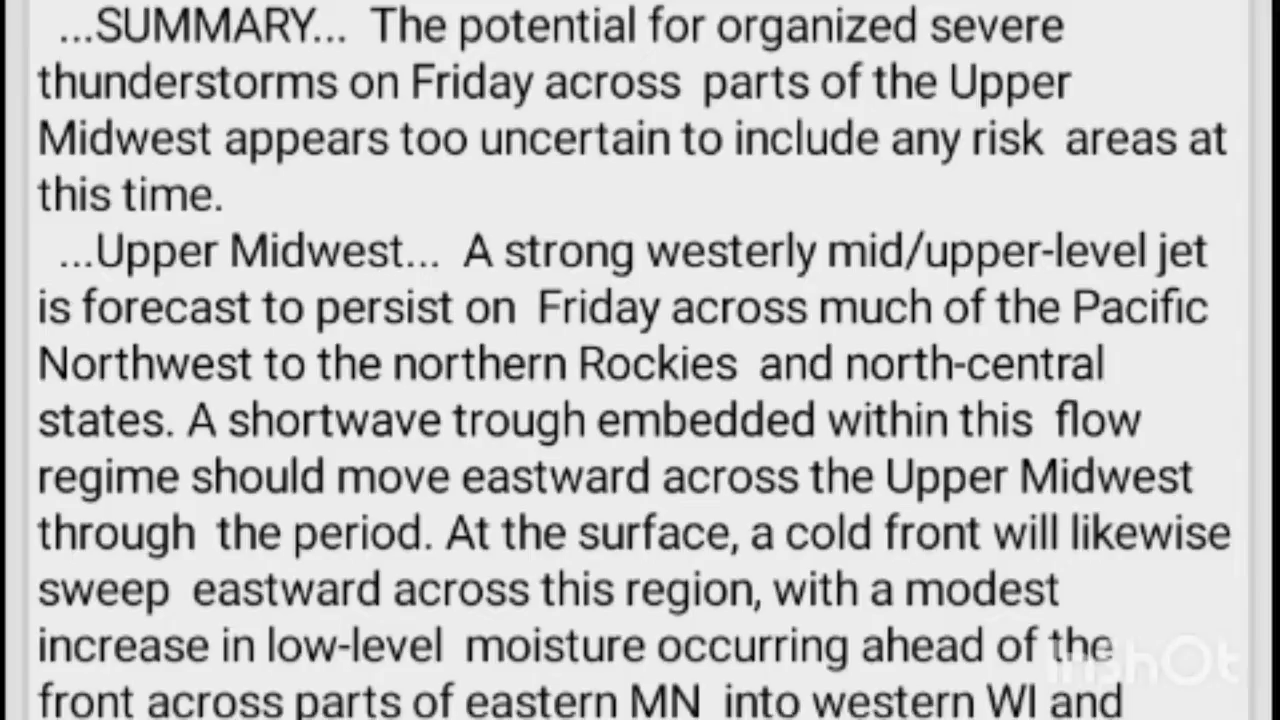 ...SUMMARY... The potential for organized severe
thunderstorms on Friday across parts of the Upper
Midwest appears too uncertain to include any risk areas at
this time.
...Upper Midwest... A strong westerly mid/upper-level jet
is forecast to persist on Friday across much of the Pacific
Northwest to the northern Rockies and north-central
states. A shortwave trough embedded within this flow
regime should move eastward across the Upper Midwest
through the period. At the surface, a cold front will likewise
sweep eastward across this region, with a modest
increase in low-level moisture occurring ahead of the
front across parts of eastern MN into western WI and
InShOt